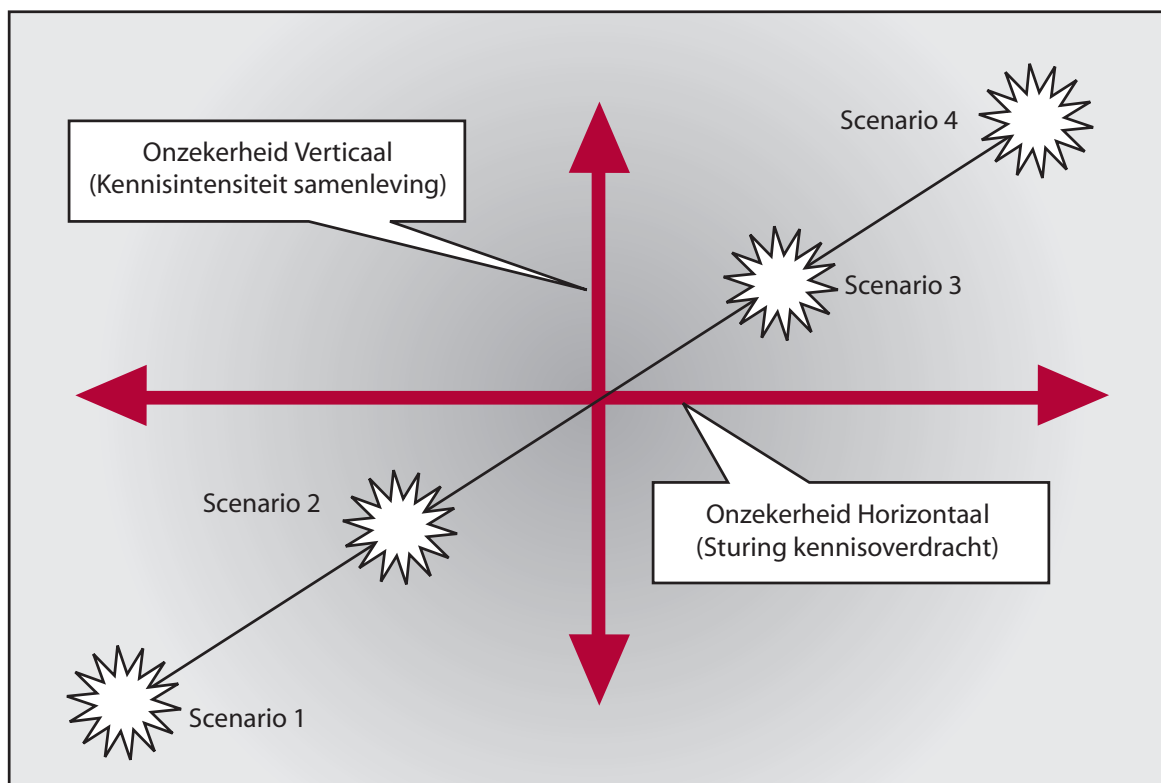 Scenario 4
Onzekerheid Verticaal
(Kennisintensiteit samenleving)
Scenario 3
Scenario 2
Onzekerheid Horizontaal
(Sturing kennisoverdracht)
Scenario 1